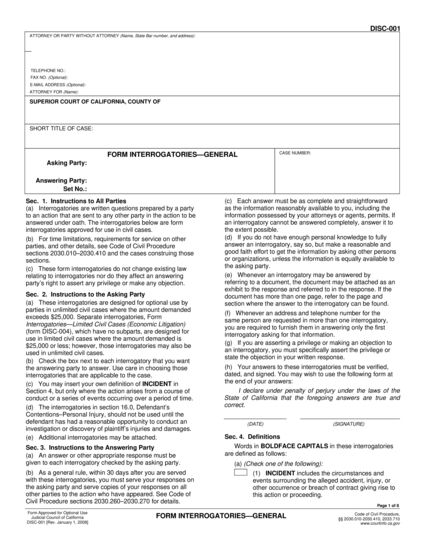 DISC-001
ATTORNEY OR PARTY WITHOUT ATTORNEY (Name, State Bar number, and address):
TELEPHONE NO.:
FAX NO. (Optional):
E-MAIL ADDRESS (Optional):
ATTORNEY FOR (Name):
SUPERIOR COURT OF CALIFORNIA, COUNTY OF
SHORT TITLE OF CASE:
FORM INTERROGATORIES—GENERAL
Asking Party:
Answering Party:
Set No.:
CASE NUMBER:
Sec. 1. Instructions to All Parties
(a) Interrogatories are written questions prepared by a party
to an action that are sent to any other party in the action to be
answered under oath. The interrogatories below are form
interrogatories approved for use in civil cases.
(b) For time limitations, requirements for service on other
parties, and other details, see Code of Civil Procedure
sections 2030.010–2030.410 and the cases construing those
sections.
(c) These form interrogatories do not change existing law
relating to interrogatories nor do they affect an answering
party's right to assert any privilege or make any objection.
Sec. 2. Instructions to the Asking Party
(a) These interrogatories are designed for optional use by
parties in unlimited civil cases where the amount demanded
exceeds $25,000. Separate interrogatories, Form
Interrogatories—Limited Civil Cases (Economic Litigation)
(form DISC-004), which have no subparts, are designed for
use in limited civil cases where the amount demanded is
$25,000 or less; however, those interrogatories may also be
used in unlimited civil cases.
(b) Check the box next to each interrogatory that you want
the answering party to answer. Use care in choosing those
interrogatories that are applicable to the case.
(c) You may insert your own definition of INCIDENT in
Section 4, but only where the action arises from a course of
conduct or a series of events occurring over a period of time.
(d) The interrogatories in section 16.0, Defendant's
Contentions–Personal Injury, should not be used until the
defendant has had a reasonable opportunity to conduct an
investigation or discovery of plaintiff's injuries and damages.
(e) Additional interrogatories may be attached.
Sec. 3. Instructions to the Answering Party
(a) An answer or other appropriate response must be
given to each interrogatory checked by the asking party.
(b) As a general rule, within 30 days after you are served
with these interrogatories, you must serve your responses on
the asking party and serve copies of your responses on all
other parties to the action who have appeared. See Code of
Civil Procedure sections 2030.260–2030.270 for details.
(c) Each answer must be as complete and straightforward
as the information reasonably available to you, including the
information possessed by your attorneys or agents, permits. If
an interrogatory cannot be answered completely, answer it to
the extent possible.
(d) If you do not have enough personal knowledge to fully
answer an interrogatory, say so, but make a reasonable and
good faith effort to get the information by asking other persons
or organizations, unless the information is equally available to
the asking party.
(e) Whenever an interrogatory may be answered by
referring to a document, the document may be attached as an
exhibit to the response and referred to in the response. If the
document has more than one page, refer to the page and
section where the answer to the interrogatory can be found.
(f) Whenever an address and telephone number for the
same person are requested in more than one interrogatory,
you are required to furnish them in answering only the first
interrogatory asking for that information.
(g) If you are asserting a privilege or making an objection to
an interrogatory, you must specifically assert the privilege or
state the objection in your written response.
(h) Your answers to these interrogatories must be verified,
dated, and signed. You may wish to use the following form at
the end of your answers:
I declare under penalty of perjury under the laws of the
State of California that the foregoing answers are true and
correct.
(DATE) (SIGNATURE)
Sec. 4. Definitions
Words in BOLDFACE CAPITALS in these interrogatories
are defined as follows:
(a) (Check one of the following):
(1) INCIDENT includes the circumstances and
events surrounding the alleged accident, injury, or
other occurrence or breach of contract giving rise to
this action or proceeding.
Page 1 of 8
Form Approved for Optional Use
Judicial Council of California
DISC-001 [Rev. January 1, 2008]
FORM INTERROGATORIES—GENERAL
Code of Civil Procedure,
§§ 2030.010-2030.410, 2033.710
www.courtinfo.ca.gov